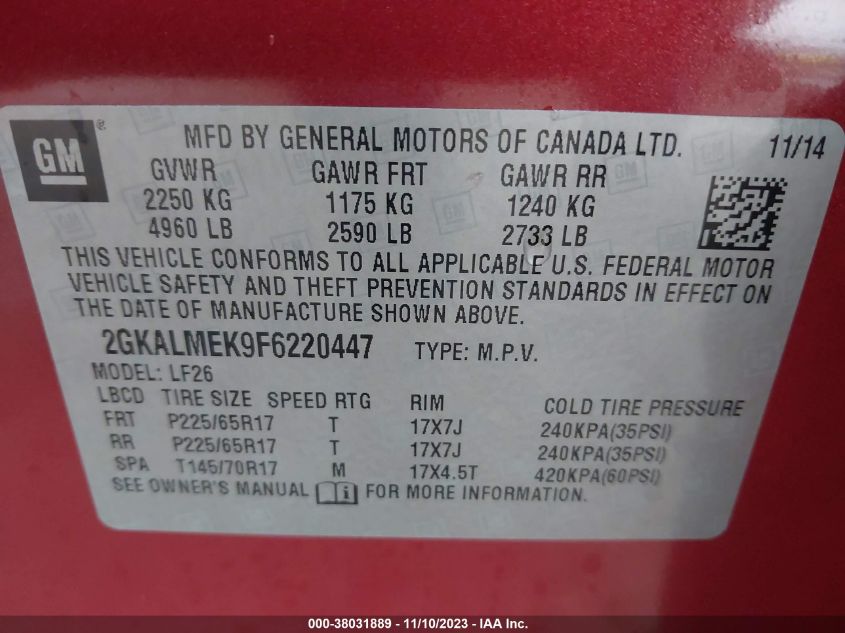 GM ®
MFD BY GENERAL MOTORS OF CANADA LTD. 11/14
GVWR GAWR FRT GAWR RR
2250 KG 1175 KG 1240 KG
4960 LB 2590 LB 2733 LB
THIS VEHICLE CONFORMS TO ALL APPLICABLE U.S. FEDERAL MOTOR
VEHICLE SAFETY AND THEFT PREVENTION STANDARDS IN EFFECT ON
THE DATE OF MANUFACTURE SHOWN ABOVE.
2GKALMEK9F6220447 TYPE: M.P.V.
MODEL: LF26
LBCD TIRE SIZE SPEED RTG RIM COLD TIRE PRESSURE
FRT P225/65R17 T 17X7J 240KPA(35PSI)
RR P225/65R17 T 17X7J 240KPA(35PSI)
SPA T145/70R17 M 17X4.5T 420KPA(60PSI)
SEE OWNER'S MANUAL FOR MORE INFORMATION.
000-38031889 - 11/10/2023 - IAA Inc.